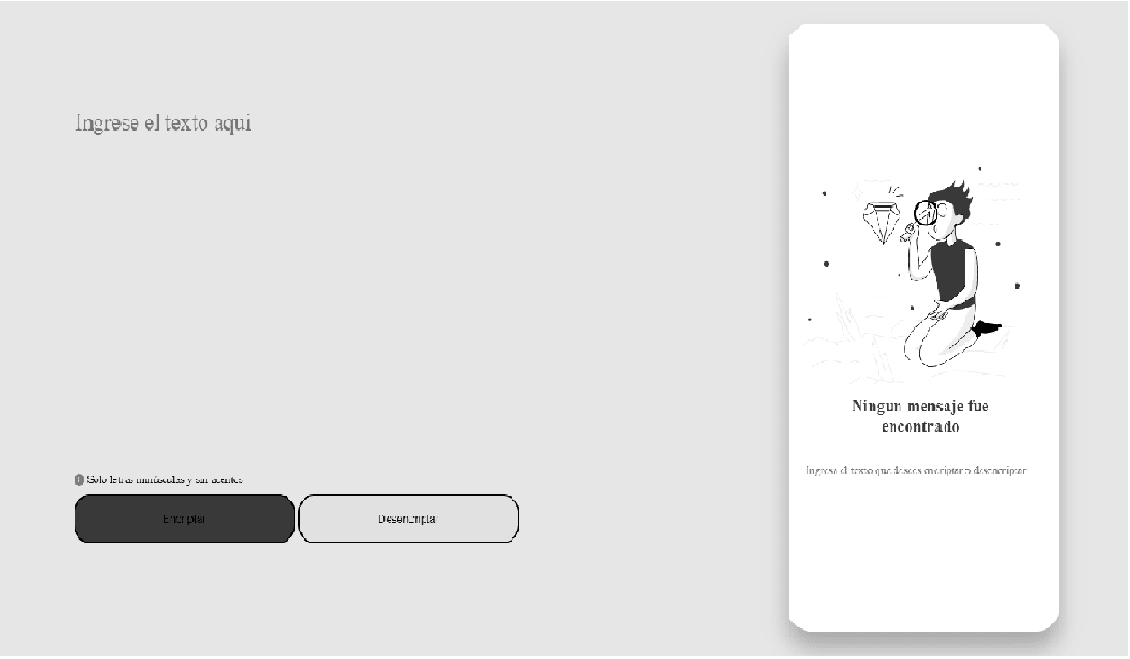 Ingrese el texto aqui
Solo letras minúsculas y sin acentos
Encriptar
Desencriptar
Ningun mensaje fue
encontrado
Ingrese el texto que desees encriptar o desencriptar